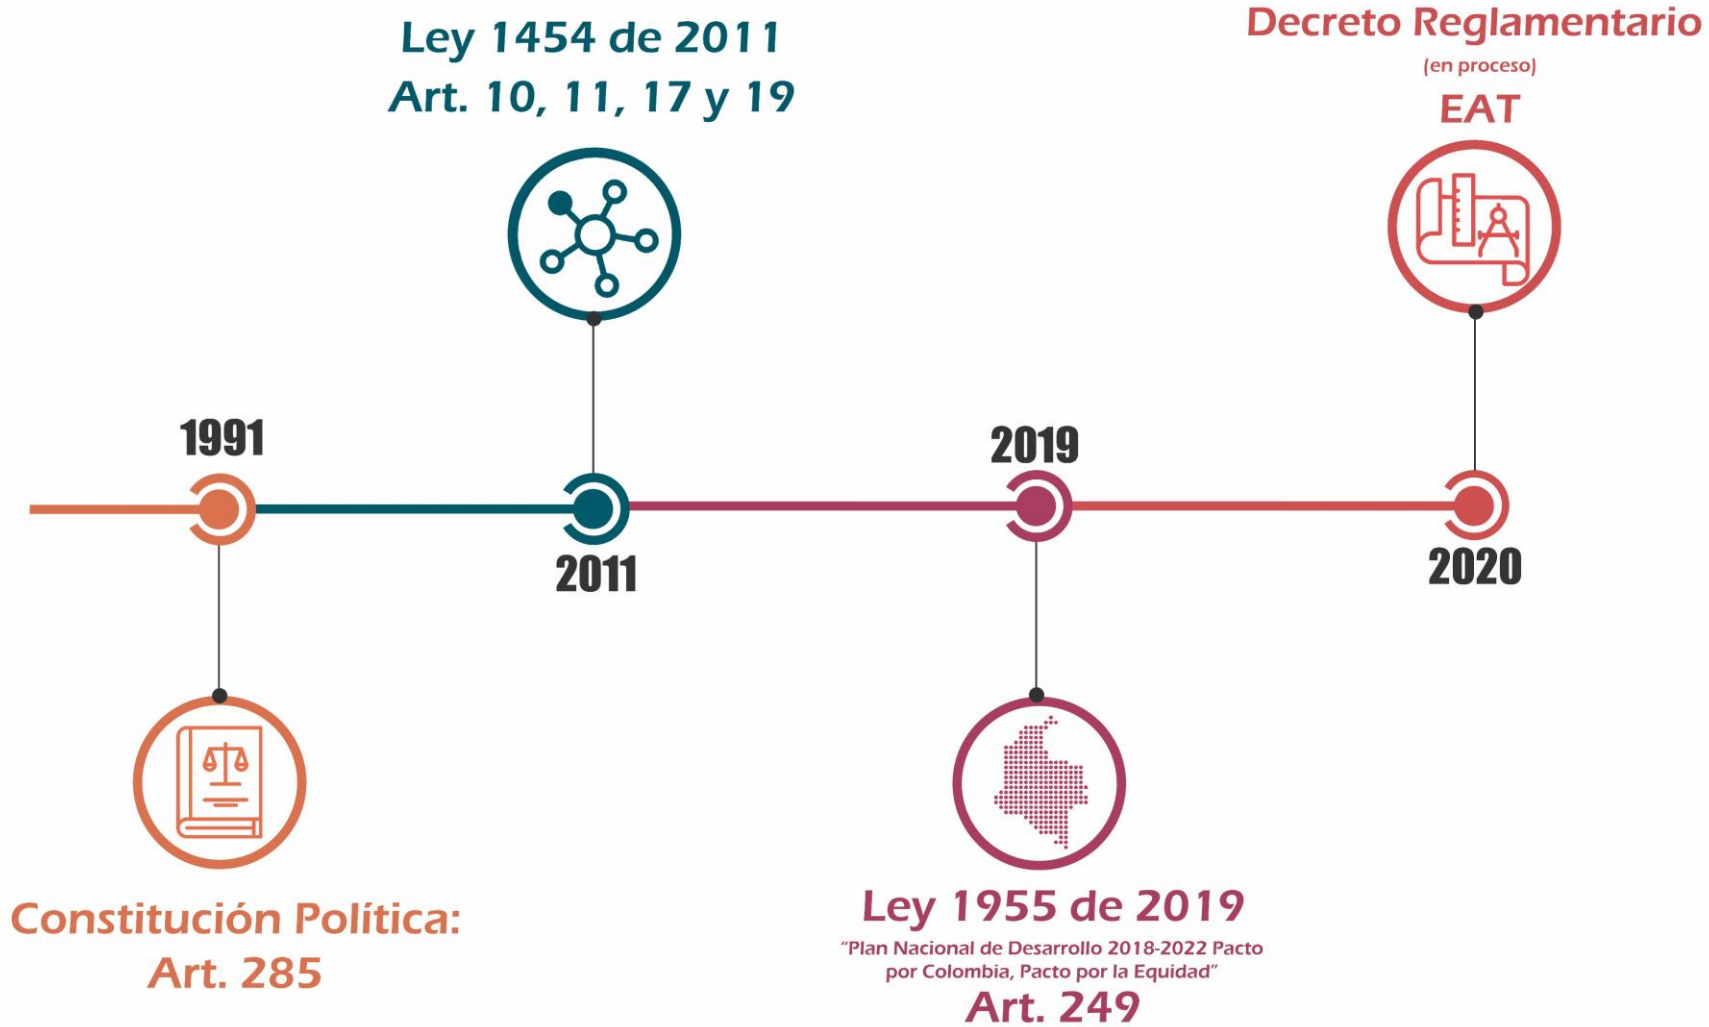 Ley 1454 de 2011
Art. 10, 11, 17 y 19
Decreto Reglamentario
(en proceso)
EAT
1991
2011
2019
2020
Constitución Política:
Art. 285
Ley 1955 de 2019
“Plan Nacional de Desarrollo 2018-2022 Pacto
por Colombia, Pacto por la Equidad”
Art. 249